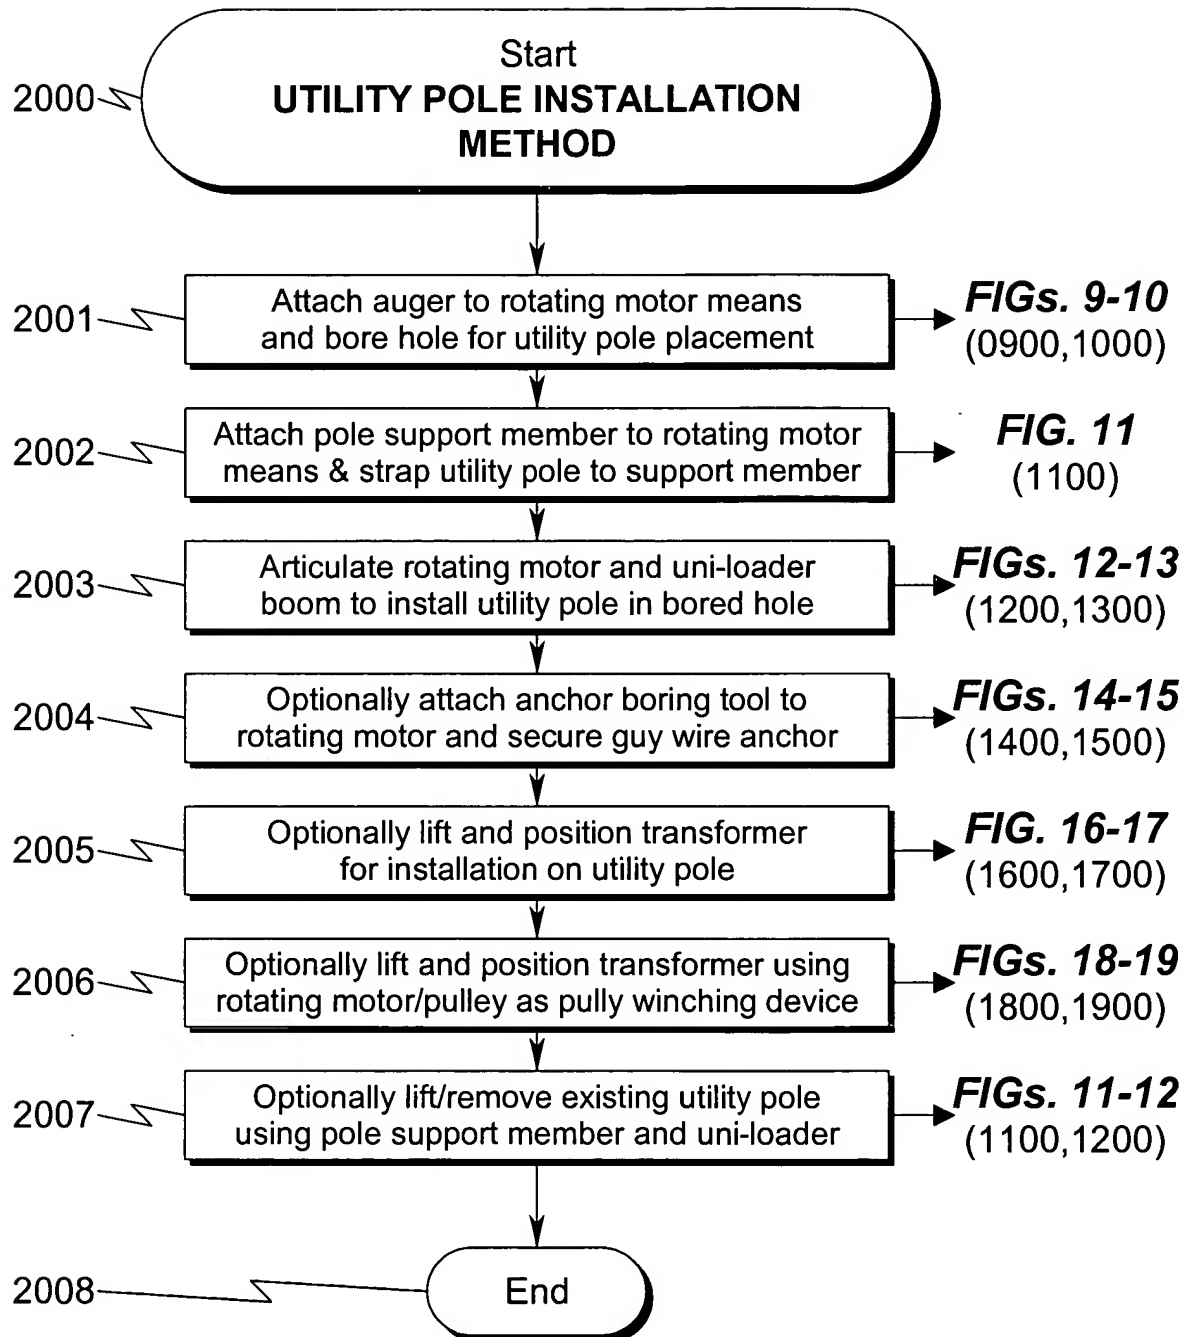 Start
2000
UTILITY POLE INSTALLATION
METHOD
2001
Attach auger to rotating motor means
and bore hole for utility pole placement
FIGs. 9-10
(0900,1000)
2002
Attach pole support member to rotating motor
means & strap utility pole to support member
FIG. 11
(1100)
2003
Articulate rotating motor and uni-loader
boom to install utility pole in bored hole
FIGs. 12-13
(1200,1300)
2004
Optionally attach anchor boring tool to
rotating motor and secure guy wire anchor
FIGs. 14-15
(1400,1500)
2005
Optionally lift and position transformer
for installation on utility pole
FIG. 16-17
(1600,1700)
2006
Optionally lift and position transformer using
rotating motor/pulley as pully winching device
FIGs. 18-19
(1800,1900)
2007
Optionally lift/remove existing utility pole
using pole support member and uni-loader
FIGs. 11-12
(1100,1200)
2008
End